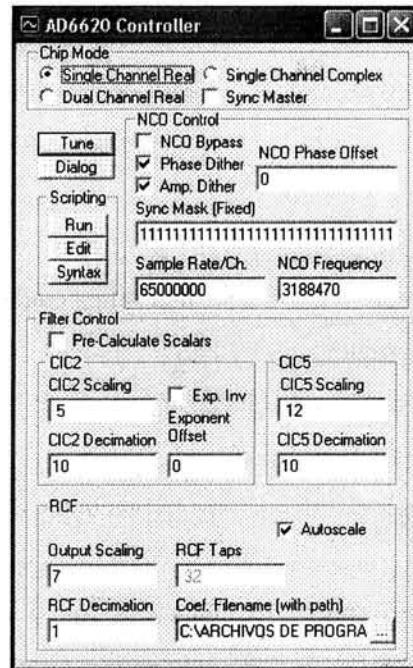 AD6620 Controller
Chip Mode
Single Channel Real
Single Channel Complex
Dual Channel Real
Sync Master
NCO Control
Tune
NCO Bypass
Dialog
Phase Dither
NCO Phase Offset
Amp. Dither
0
Scripting
Sync Mask (Fixed)
Run
11111111111111111111111111111111
Edit
Syntax
Sample Rate/Ch.
NCO Frequency
65000000
3188470
Filter Control
Pre-Calculate Scalars
CIC2
CIC2 Scaling
5
Exp. Inv
Exponent
Offset
CIC2 Decimation
10
0
CIC5
CIC5 Scaling
12
CIC5 Decimation
10
RCF
Autoscale
Output Scaling
RCF Taps
7
32
RCF Decimation
Coef. Filename (with path)
1
C:\ARCHIVOS DE PROGRA ...